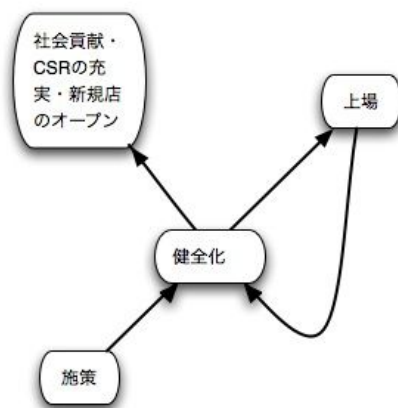 社会貢献・
CSRの充
実・新規店
のオープン
上場
健全化
施策